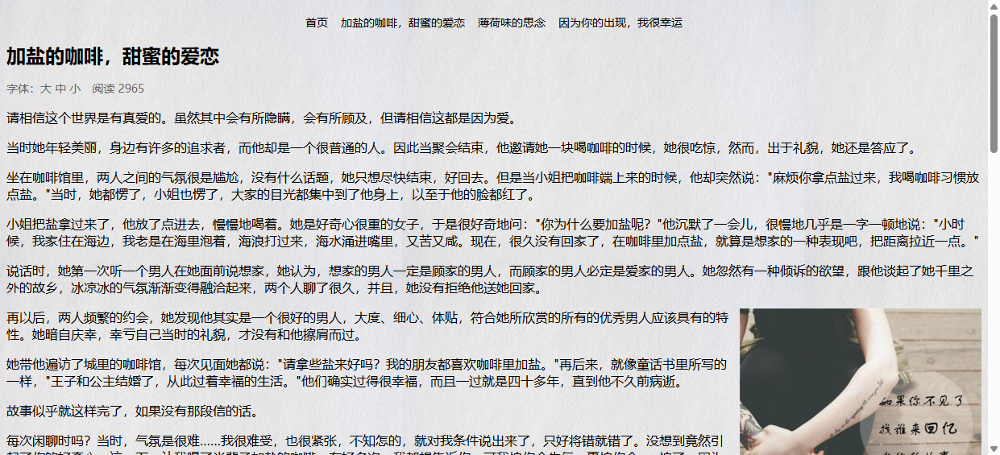 首页 加盐的咖啡，甜蜜的爱恋 薄荷味的思念 因为你的出现，我很幸运
加盐的咖啡，甜蜜的爱恋
字体：大 中 小 阅读 2965
请相信这个世界是有真爱的。虽然其中会有所隐瞒，会有所顾及，但请相信这都是因为爱。
当时她年轻美丽，身边有许多的追求者，而他却是一个很普通的人。因此当聚会结束，他邀请她一块喝咖啡的时候，她很吃惊，然而，出于礼貌，她还是答应了。
坐在咖啡馆里，两人之间的气氛很是尴尬，没有什么话题，她只想尽快结束，好回去。但是当小姐把咖啡端上来的时候，他却突然说："麻烦你拿点盐过来，我喝咖啡习惯放
点盐。"当时，她都愣了，小姐也愣了，大家的目光都集中到了他身上，以至于他的脸都红了。
小姐把盐拿过来了，他放了点进去，慢慢地喝着。她是好奇心很重的女子，于是很好奇地问："你为什么要加盐呢？"他沉默了一会儿，很慢地几乎是一字一顿地说："小时
候，我家住在海边，我老是在海里泡着，海浪打过来，海水涌进嘴里，又苦又咸。现在，很久没有回家了，在咖啡里加点盐，就算是想家的一种表现吧，把距离拉近一点。"
说话时，她第一次听一个男人在她面前说想家，她认为，想家的男人一定是顾家的男人，而顾家的男人必定是爱家的男人。她忽然有一种倾诉的欲望，跟他谈起了她千里之
外的故乡，冰凉冰的气氛渐渐变得融洽起来，两个人聊了很久，并且，她没有拒绝他送她回家。
再以后，两人频繁的约会，她发现他其实是一个很好的男人，大度、细心、体贴，符合她所欣赏的所有的优秀男人应该具有的特
性。她暗自庆幸，幸亏自己当时的礼貌，才没有和他擦肩而过。
她带他遍访了城里的咖啡馆，每次见面她都说："请拿些盐来好吗？我的朋友都喜欢咖啡里加盐。"再后来，就像童话书里所写的
一样，"王子和公主结婚了，从此过着幸福的生活。"他们确实过得很幸福，而且一过就是四十多年，直到他不久前病逝。
故事似乎就这样完了，如果没有那段信的话。
每次闲聊时吗？当时，气氛是很难……我很难受，也很紧张，不知怎的，就对我条件说出来了，只好将错就错了。没想到竟然引
如果你不见了
找谁来回忆